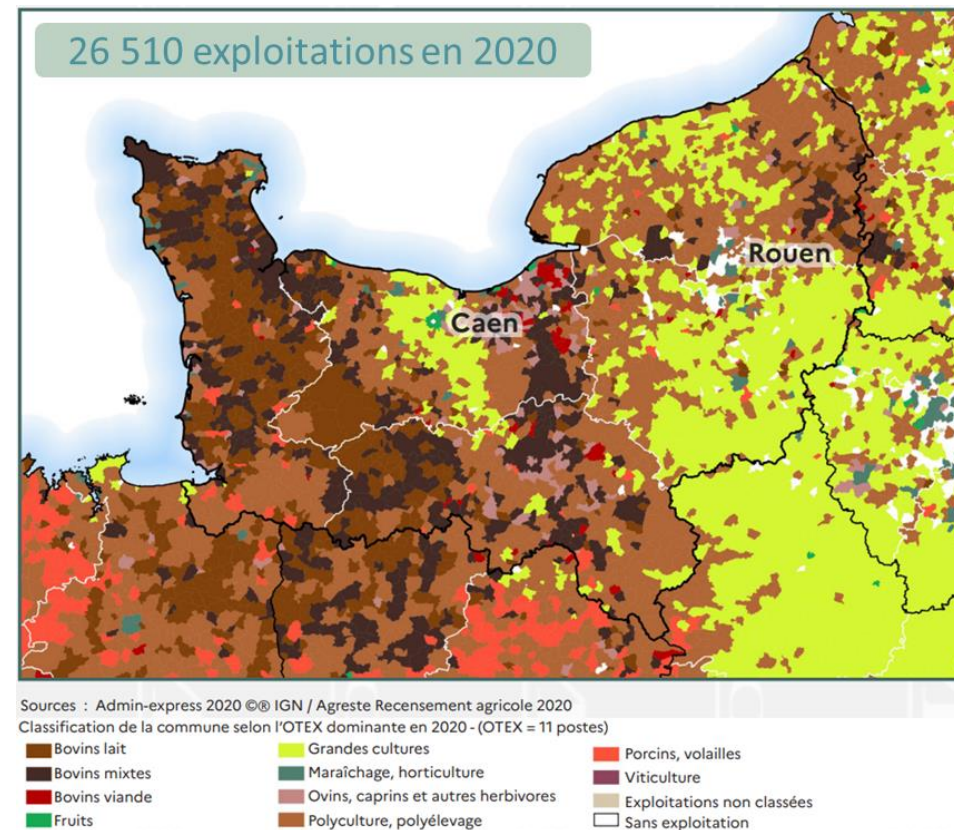 26 510 exploitations en 2020
Rouen
Caen
Sources : Admin-express 2020 ©® IGN / Agreste Recensement agricole 2020
Classification de la commune selon l'OTEX dominante en 2020 - (OTEX = 11 postes)
Bovins lait
Bovins mixtes
Bovins viande
Fruits
Grandes cultures
Maraîchage, horticulture
Ovins, caprins et autres herbivores
Polyculture, polyélevage
Porcins, volailles
Viticulture
Exploitations non classées
Sans exploitation